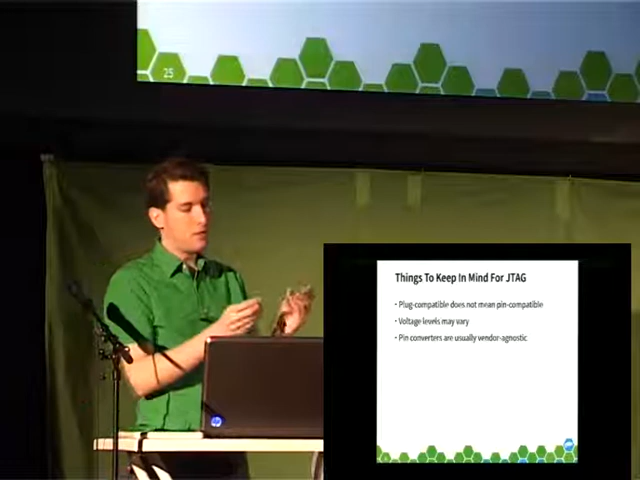 25
Things To Keep In Mind For JTAG
• Plug-compatible does not mean pin-compatible
• Voltage levels may vary
• Pin converters are usually vendor-agnostic
hp